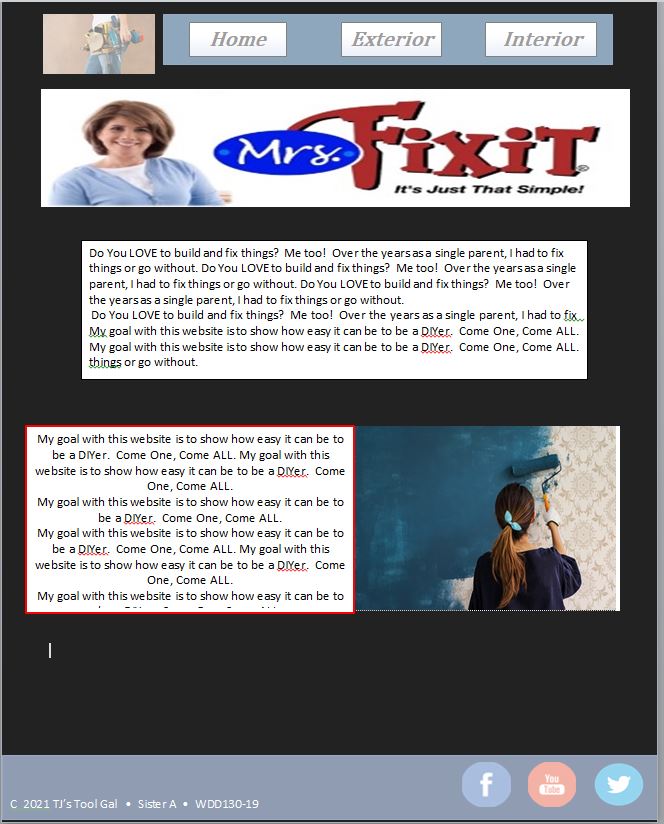 Home Exterior Interior
Mrs. FixiT ®
It's Just That Simple!
Do You LOVE to build and fix things? Me too! Over the years as a single parent, I had to fix
things or go without. Do You LOVE to build and fix things? Me too! Over the years as a single
parent, I had to fix things or go without. Do You LOVE to build and fix things? Me too! Over
the years as a single parent, I had to fix things or go without.
Do You LOVE to build and fix things? Me too! Over the years as a single parent, I had to fix
My goal with this website is to show how easy it can be to be a DIYer. Come One, Come ALL.
My goal with this website is to show how easy it can be to be a DIYer. Come One, Come ALL.
things or go without.
My goal with this website is to show how easy it can be to
be a DIYer. Come One, Come ALL. My goal with this
website is to show how easy it can be to be a DIYer. Come
One, Come ALL.
My goal with this website is to show how easy it can be to
be a DIYer. Come One, Come ALL.
My goal with this website is to show how easy it can be to
be a DIYer. Come One, Come ALL. My goal with this
website is to show how easy it can be to be a DIYer. Come
One, Come ALL.
My goal with this website is to show how easy it can be to
f
You
Tube
C 2021 TJ's Tool Gal • Sister A • WDD130-19